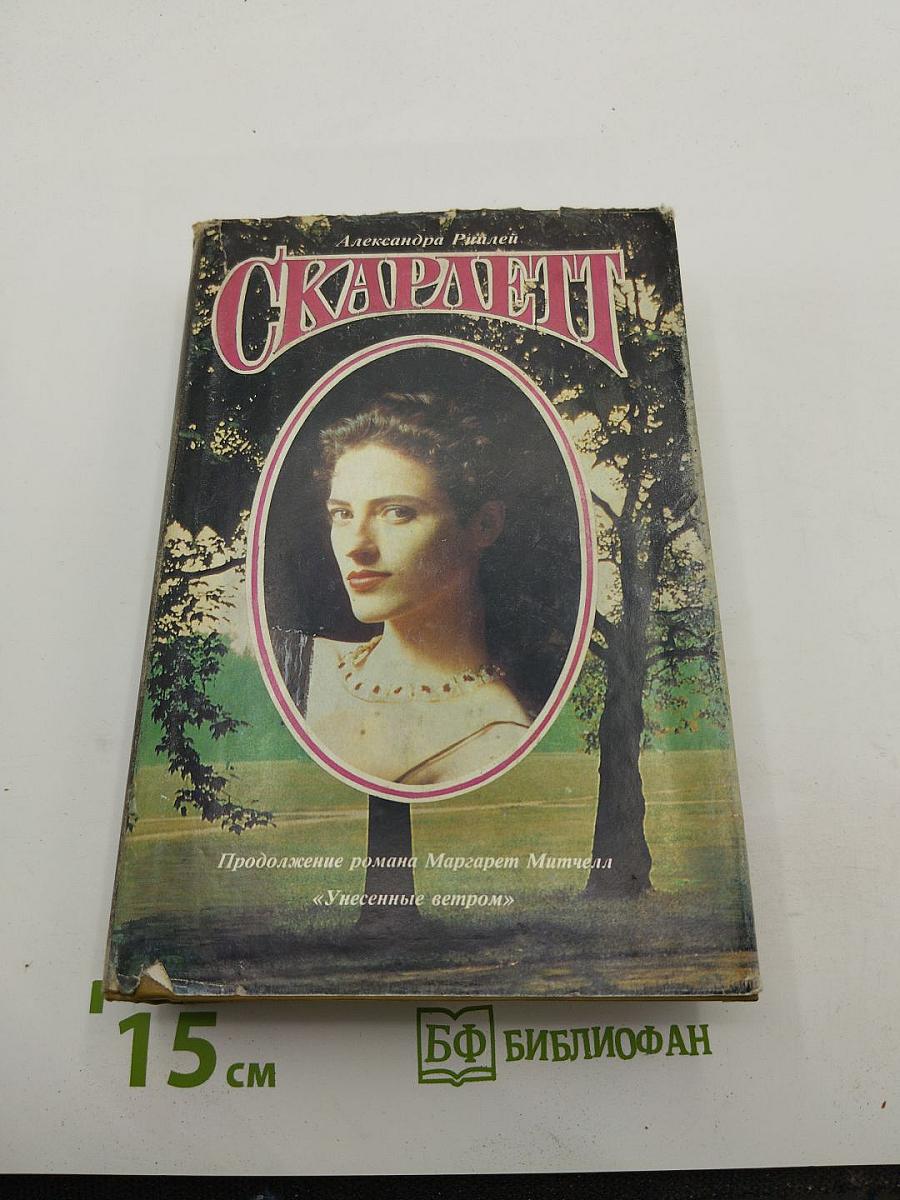 Александра Риплей
СКАРЛЕТТ
Продолжение романа Маргарет Митчелл
«Унесенные ветром»
15 см
БФ БИБЛИОФАН